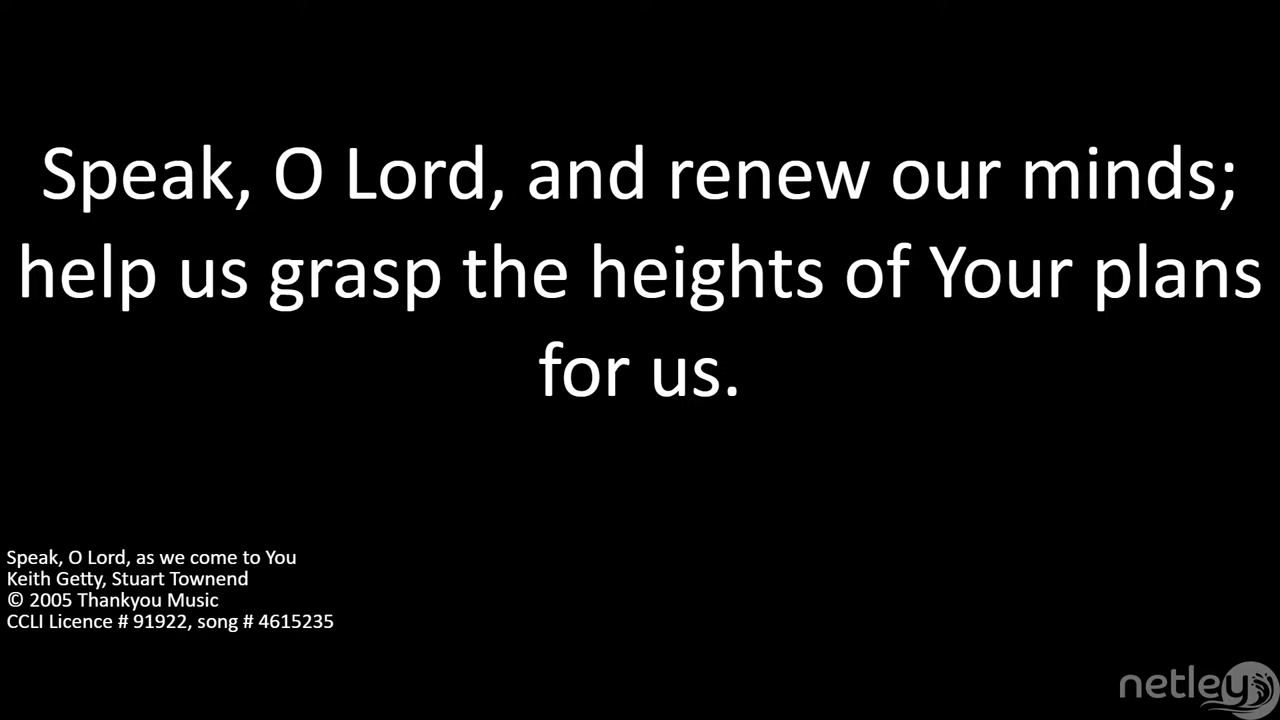 Speak, O Lord, and renew our minds;
help us grasp the heights of Your plans
for us.
Speak, O Lord, as we come to You
Keith Getty, Stuart Townend
© 2005 Thankyou Music
CCLI Licence # 91922, song # 4615235
netley